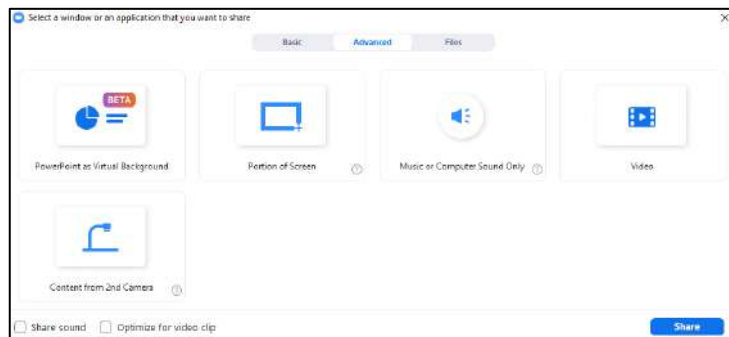 Select a window or an application that you want to share
Basic Advanced Files
BETA
PowerPoint as Virtual Background
Portion of Screen
Music or Computer Sound Only
Video
Content from 2nd Camera
Share sound Optimize for video clip Share